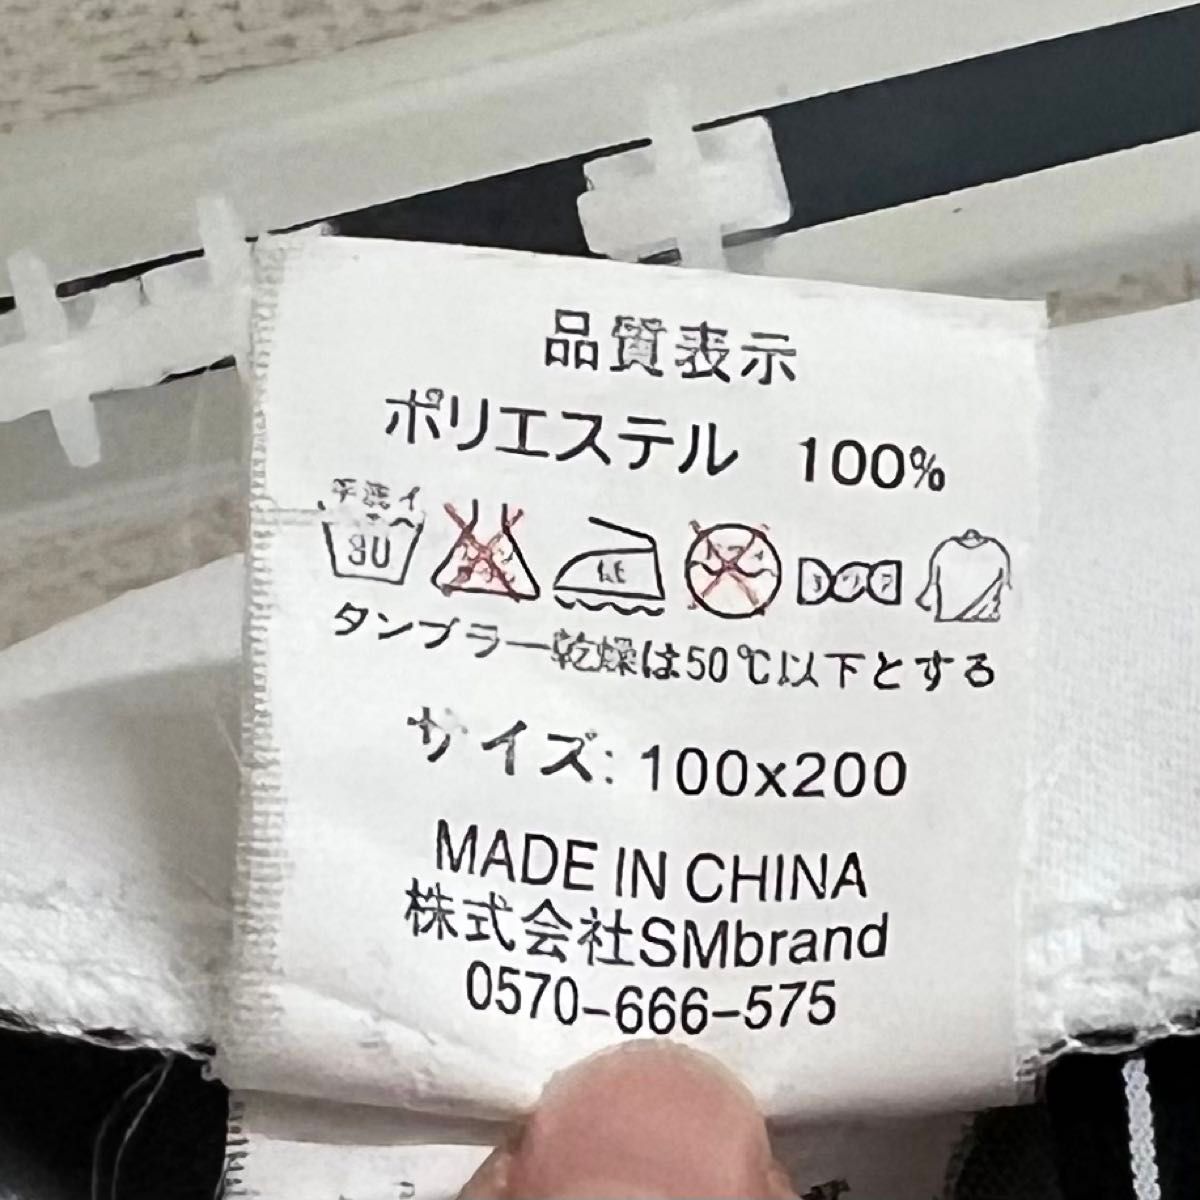 品質表示
ポリエステル 100%
タンブラー乾燥は50℃以下とする
サイズ: 100x200
MADE IN CHINA
株式会社SMbrand
0570-666-575